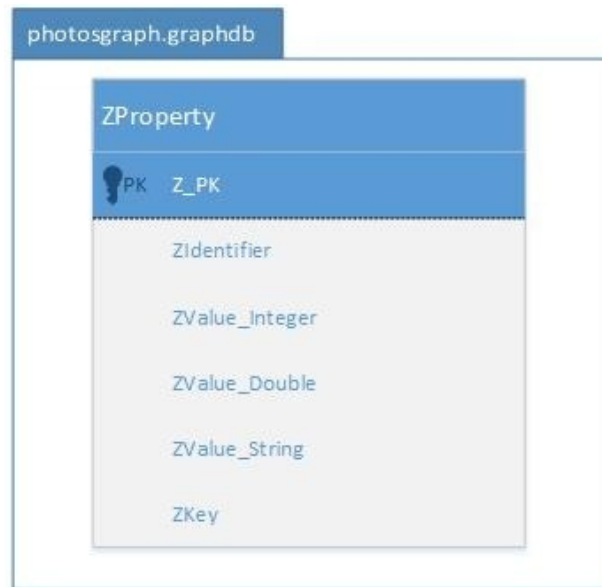 photosgraph.graphdb
ZProperty
PK Z_PK
ZIdentifier
ZValue_Integer
ZValue_Double
ZValue_String
ZKey